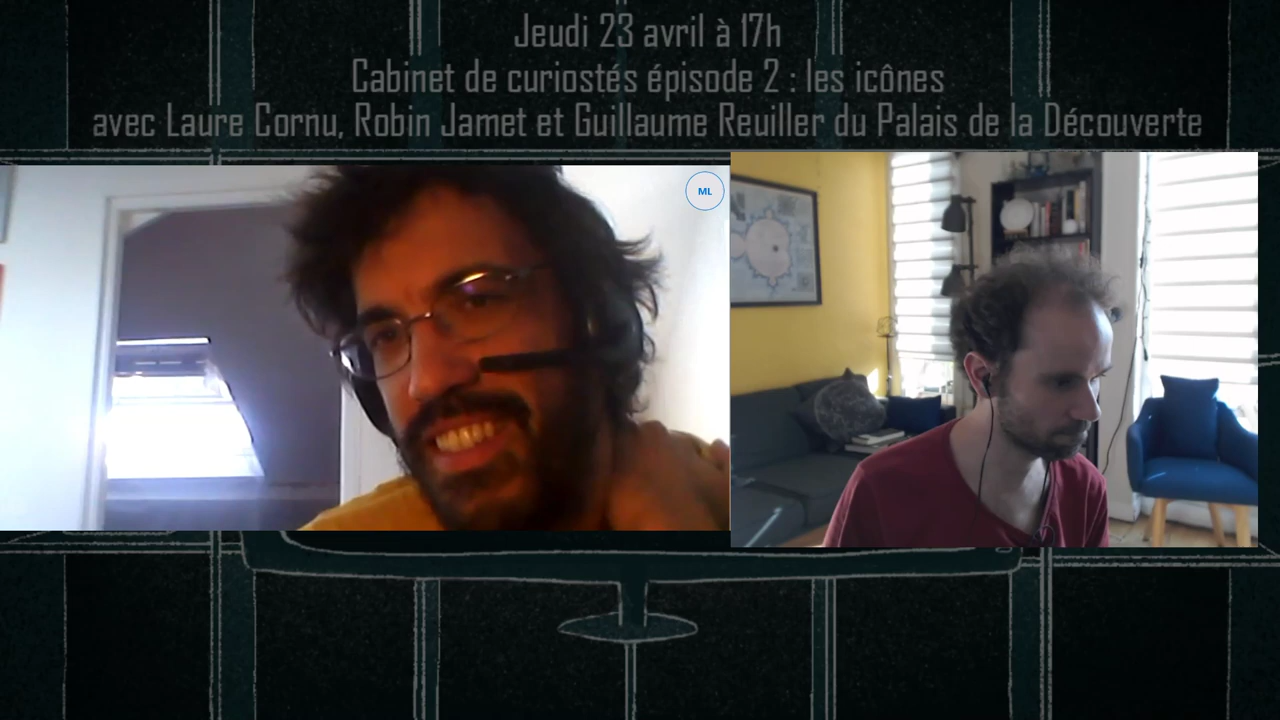 Jeudi 23 avril à 17h
Cabinet de curiostés épisode 2 : les icônes
avec Laure Cornu, Robin Jamet et Guillaume Reuiller du Palais de la Découverte
ML